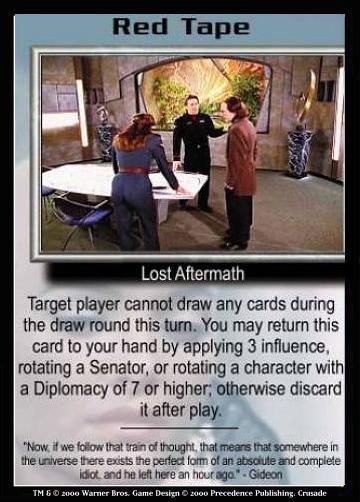 Red Tape
Lost Aftermath
Target player cannot draw any cards during
the draw round this turn. You may return this
card to your hand by applying 3 influence,
rotating a Senator, or rotating a character with
a Diplomacy of 7 or higher; otherwise discard
it after play.
"Now, if we follow that train of thought, that means that somewhere in
the universe there exists the perfect form of an absolute and complete
idiot, and he left here an hour ago." - Gideon
TM & © 2000 Warner Bros. Game Design © 2000 Precedence Publishing. Crusade